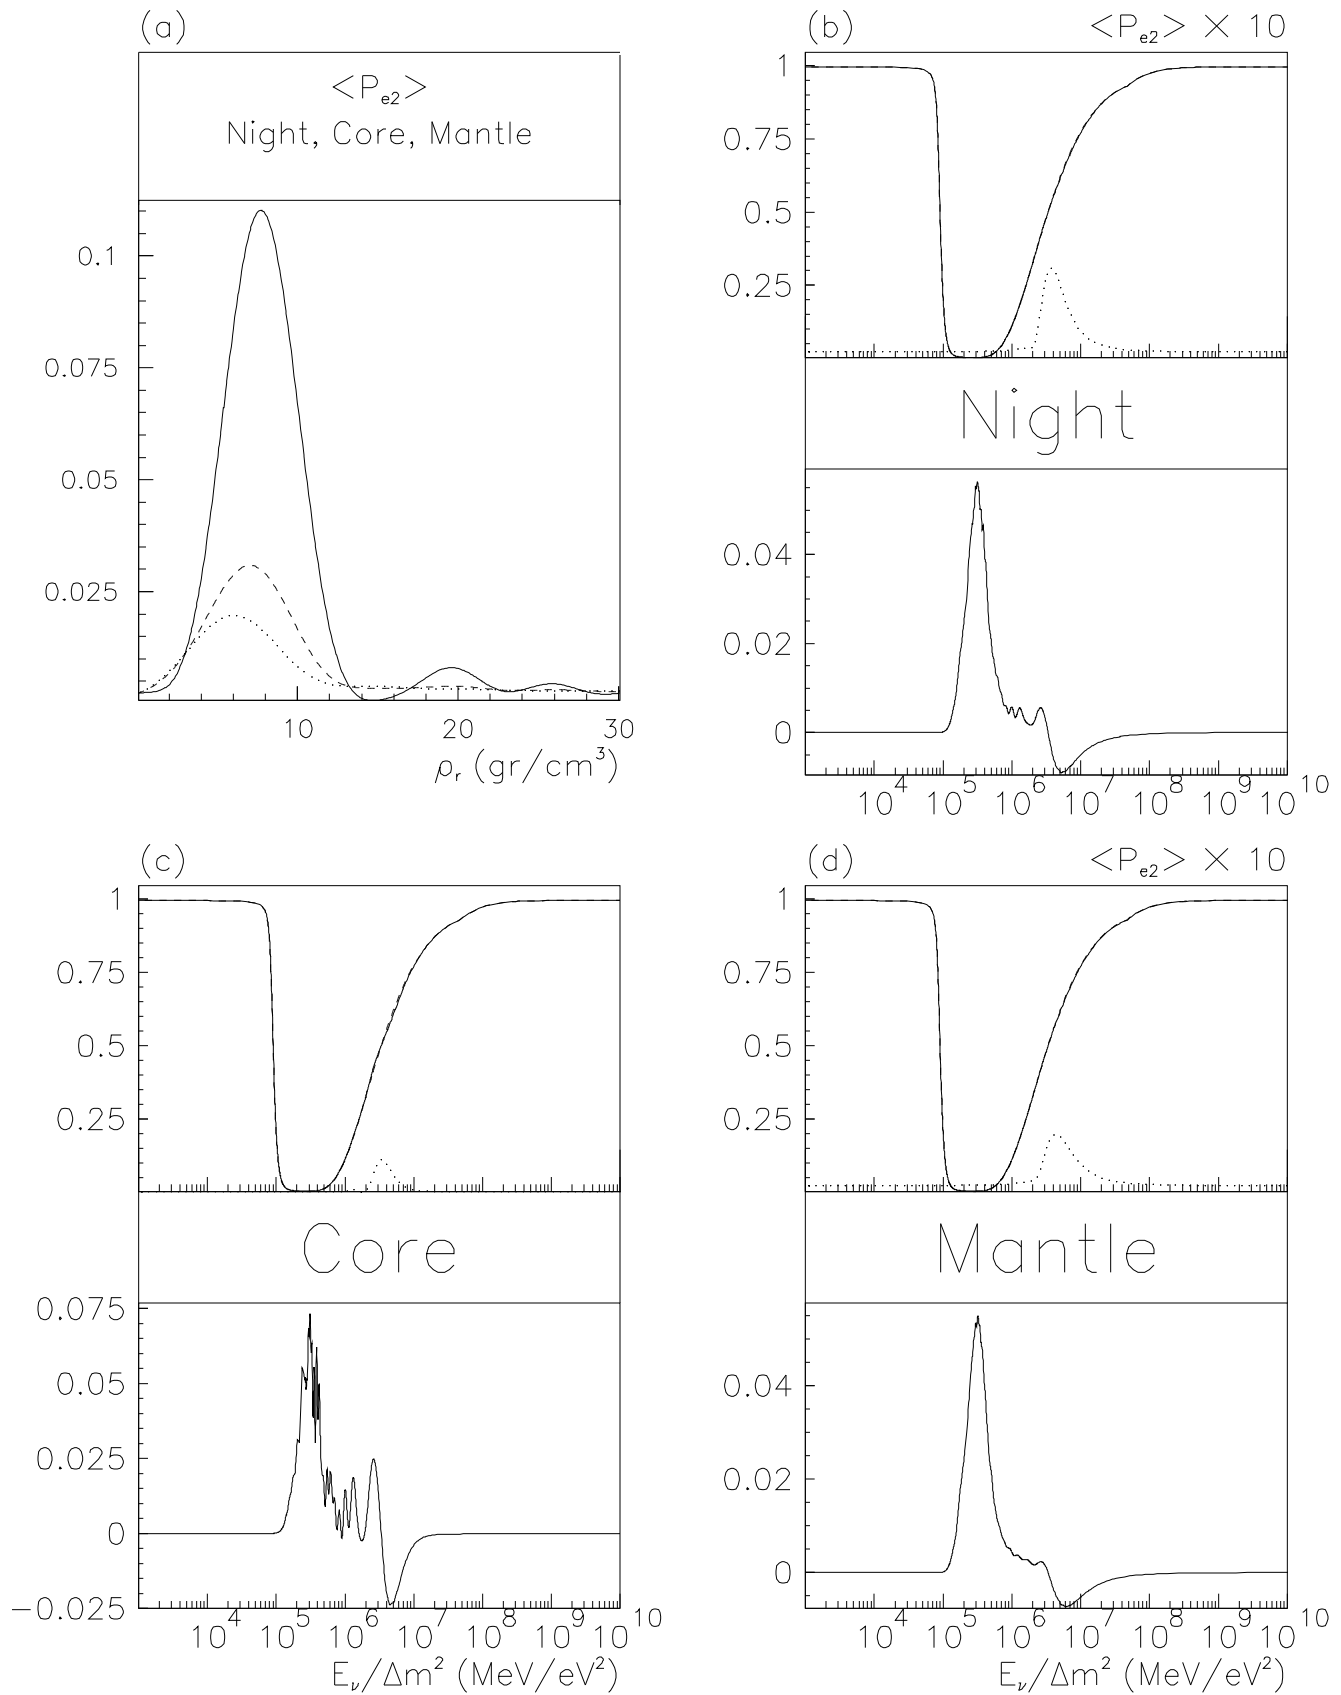 (a)
<P_e2>
Night, Core, Mantle
0.1
0.075
0.05
0.025
10 20 30
ρ_r (gr/cm^3)
(b) <P_e2> × 10
1
0.75
0.5
0.25
Night
0.04
0.02
0
10^4 10^5 10^6 10^7 10^8 10^9 10^10
(c)
1
0.75
0.5
0.25
Core
0.075
0.05
0.025
0
−0.025
10^4 10^5 10^6 10^7 10^8 10^9 10^10
E_ν/Δm^2 (MeV/eV^2)
(d) <P_e2> × 10
1
0.75
0.5
0.25
Mantle
0.04
0.02
0
10^4 10^5 10^6 10^7 10^8 10^9 10^10
E_ν/Δm^2 (MeV/eV^2)